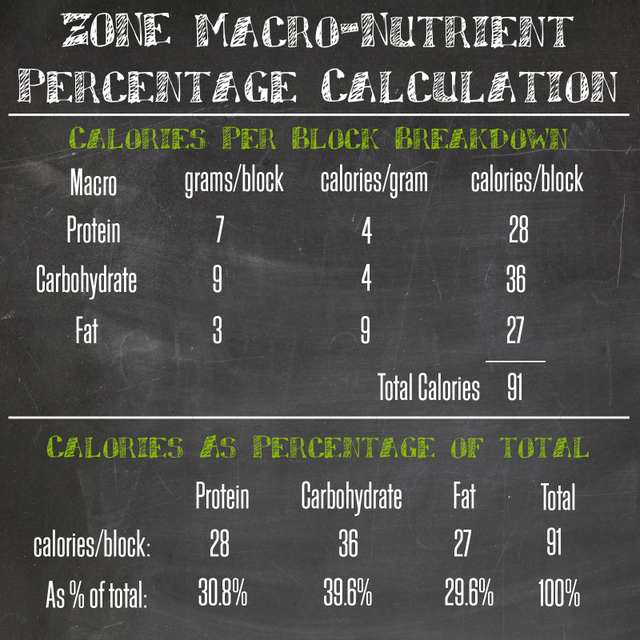 Zone Macro-Nutrient
Percentage Calculation
Calories Per Block Breakdown
Macro grams/block calories/gram calories/block
Protein 7 4 28
Carbohydrate 9 4 36
Fat 3 9 27
Total Calories 91
Calories As Percentage of total
Protein Carbohydrate Fat Total
calories/block: 28 36 27 91
As % of total: 30.8% 39.6% 29.6% 100%